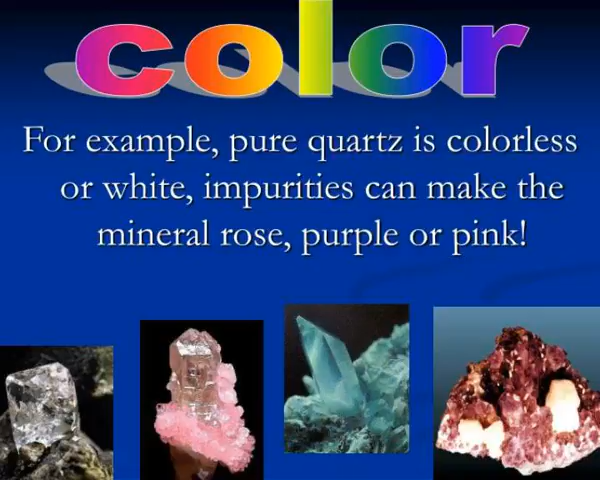 color
For example, pure quartz is colorless
or white, impurities can make the
mineral rose, purple or pink!